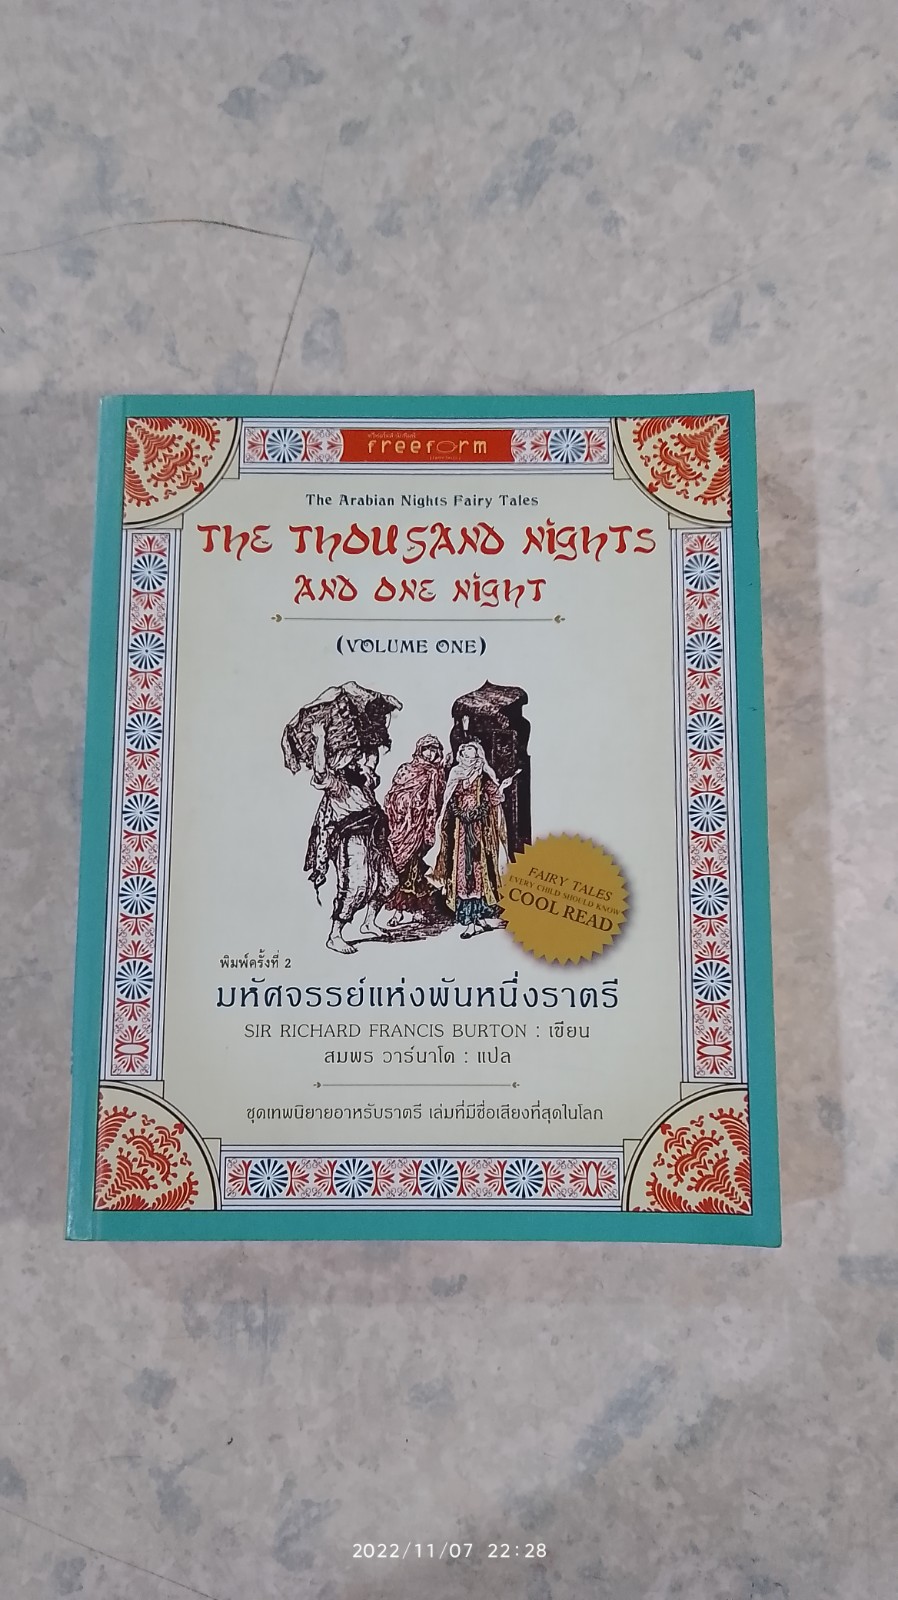 freeform
The Arabian Nights Fairy Tales
THE THOUSAND NIGHTS
AND ONE NIGHT
(VOLUME ONE)
FAIRY TALES
EVERY CHILD SHOULD KNOW
COOL READ
พิมพ์ครั้งที่ 2
มหัศจรรย์แห่งพันหนึ่งราตรี
SIR RICHARD FRANCIS BURTON : เขียน
สมพร วาร์นาโด : แปล
ชุดเทพนิยายอาหรับราตรี เล่มที่มีชื่อเสียงที่สุดในโลก
2022/11/07 22:28